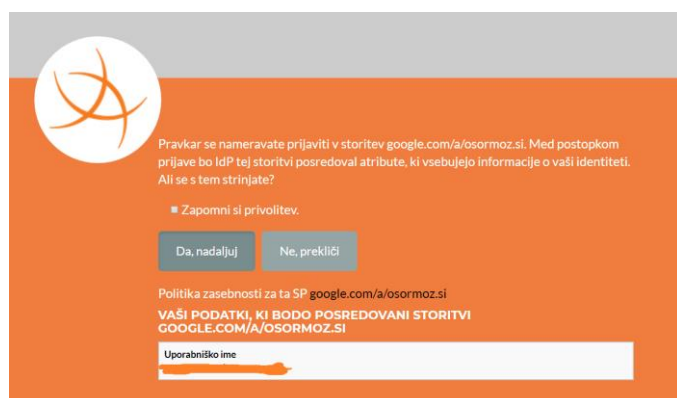 Pravkar se nameravate prijaviti v storitev google.com/a/osormoz.si. Med postopkom
prijave bo IdP tej storitvi posredoval atribute, ki vsebujejo informacije o vaši identiteti.
Ali se s tem strinjate?
Zapomni si privolitev.
Da, nadaljuj
Ne, prekliči
Politika zasebnosti za ta SP google.com/a/osormoz.si
VAŠI PODATKI, KI BODO POSREDOVANI STORITVI
GOOGLE.COM/A/OSORMOZ.SI
Uporabniško ime